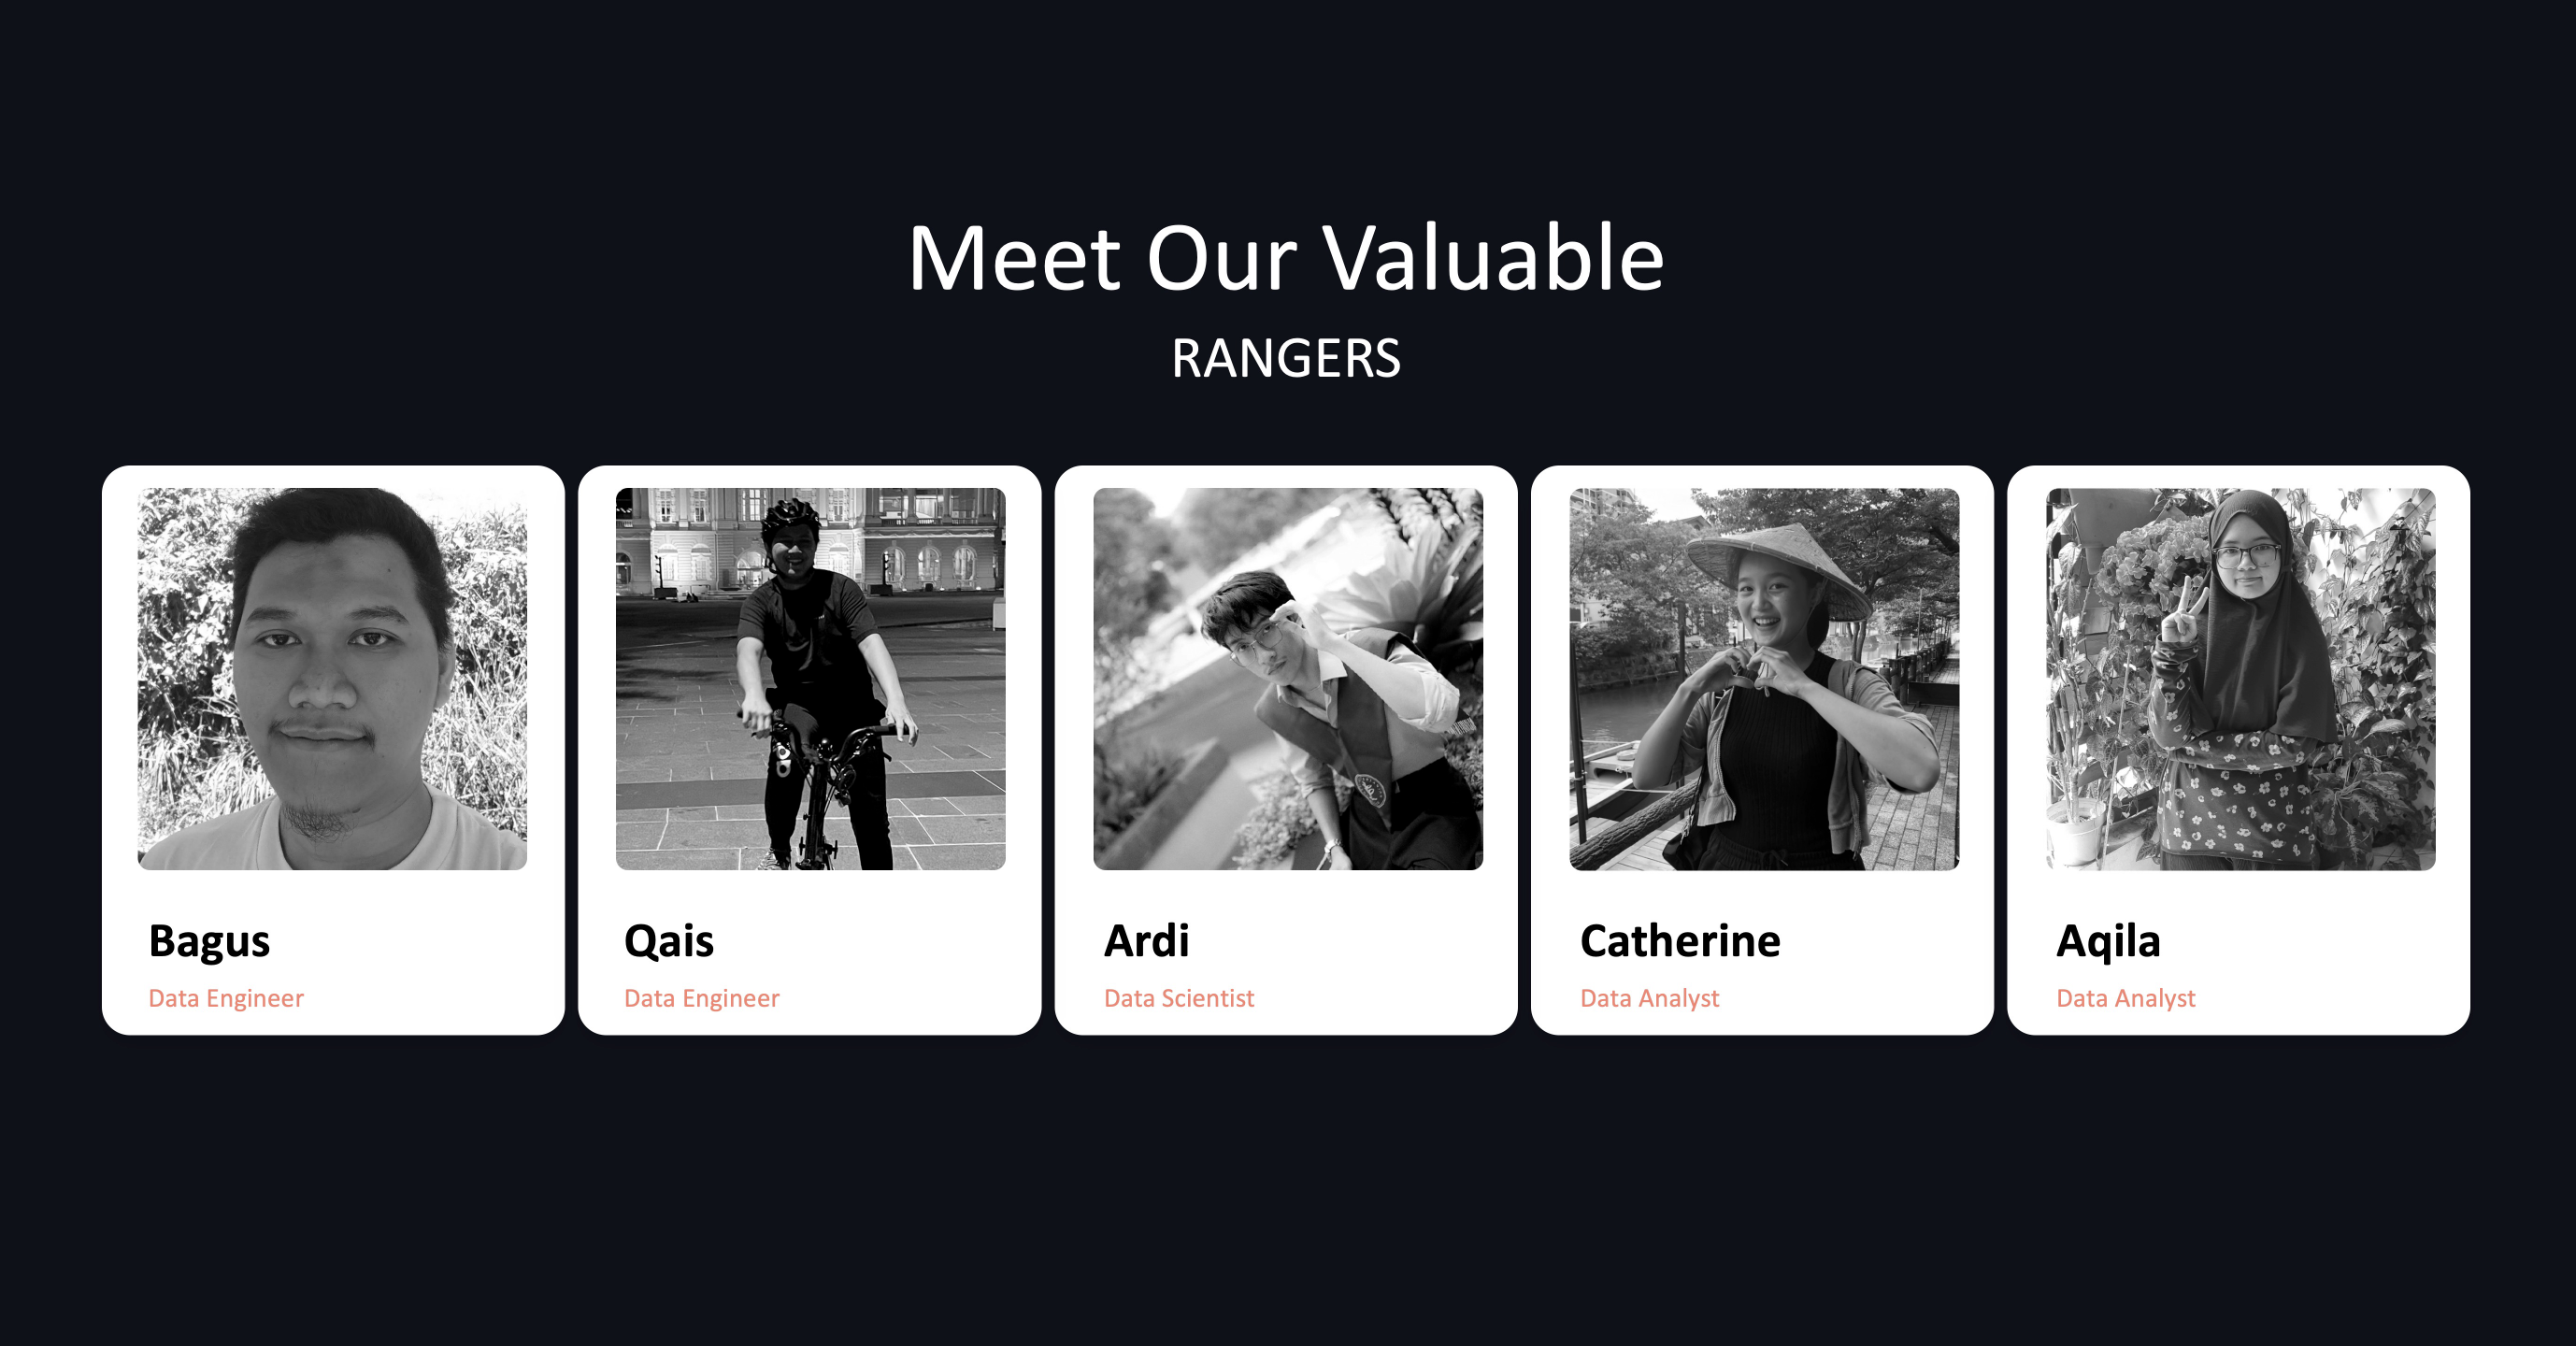 Meet Our Valuable
RANGERS
Bagus
Data Engineer
Qais
Data Engineer
Ardi
Data Scientist
Catherine
Data Analyst
Aqila
Data Analyst